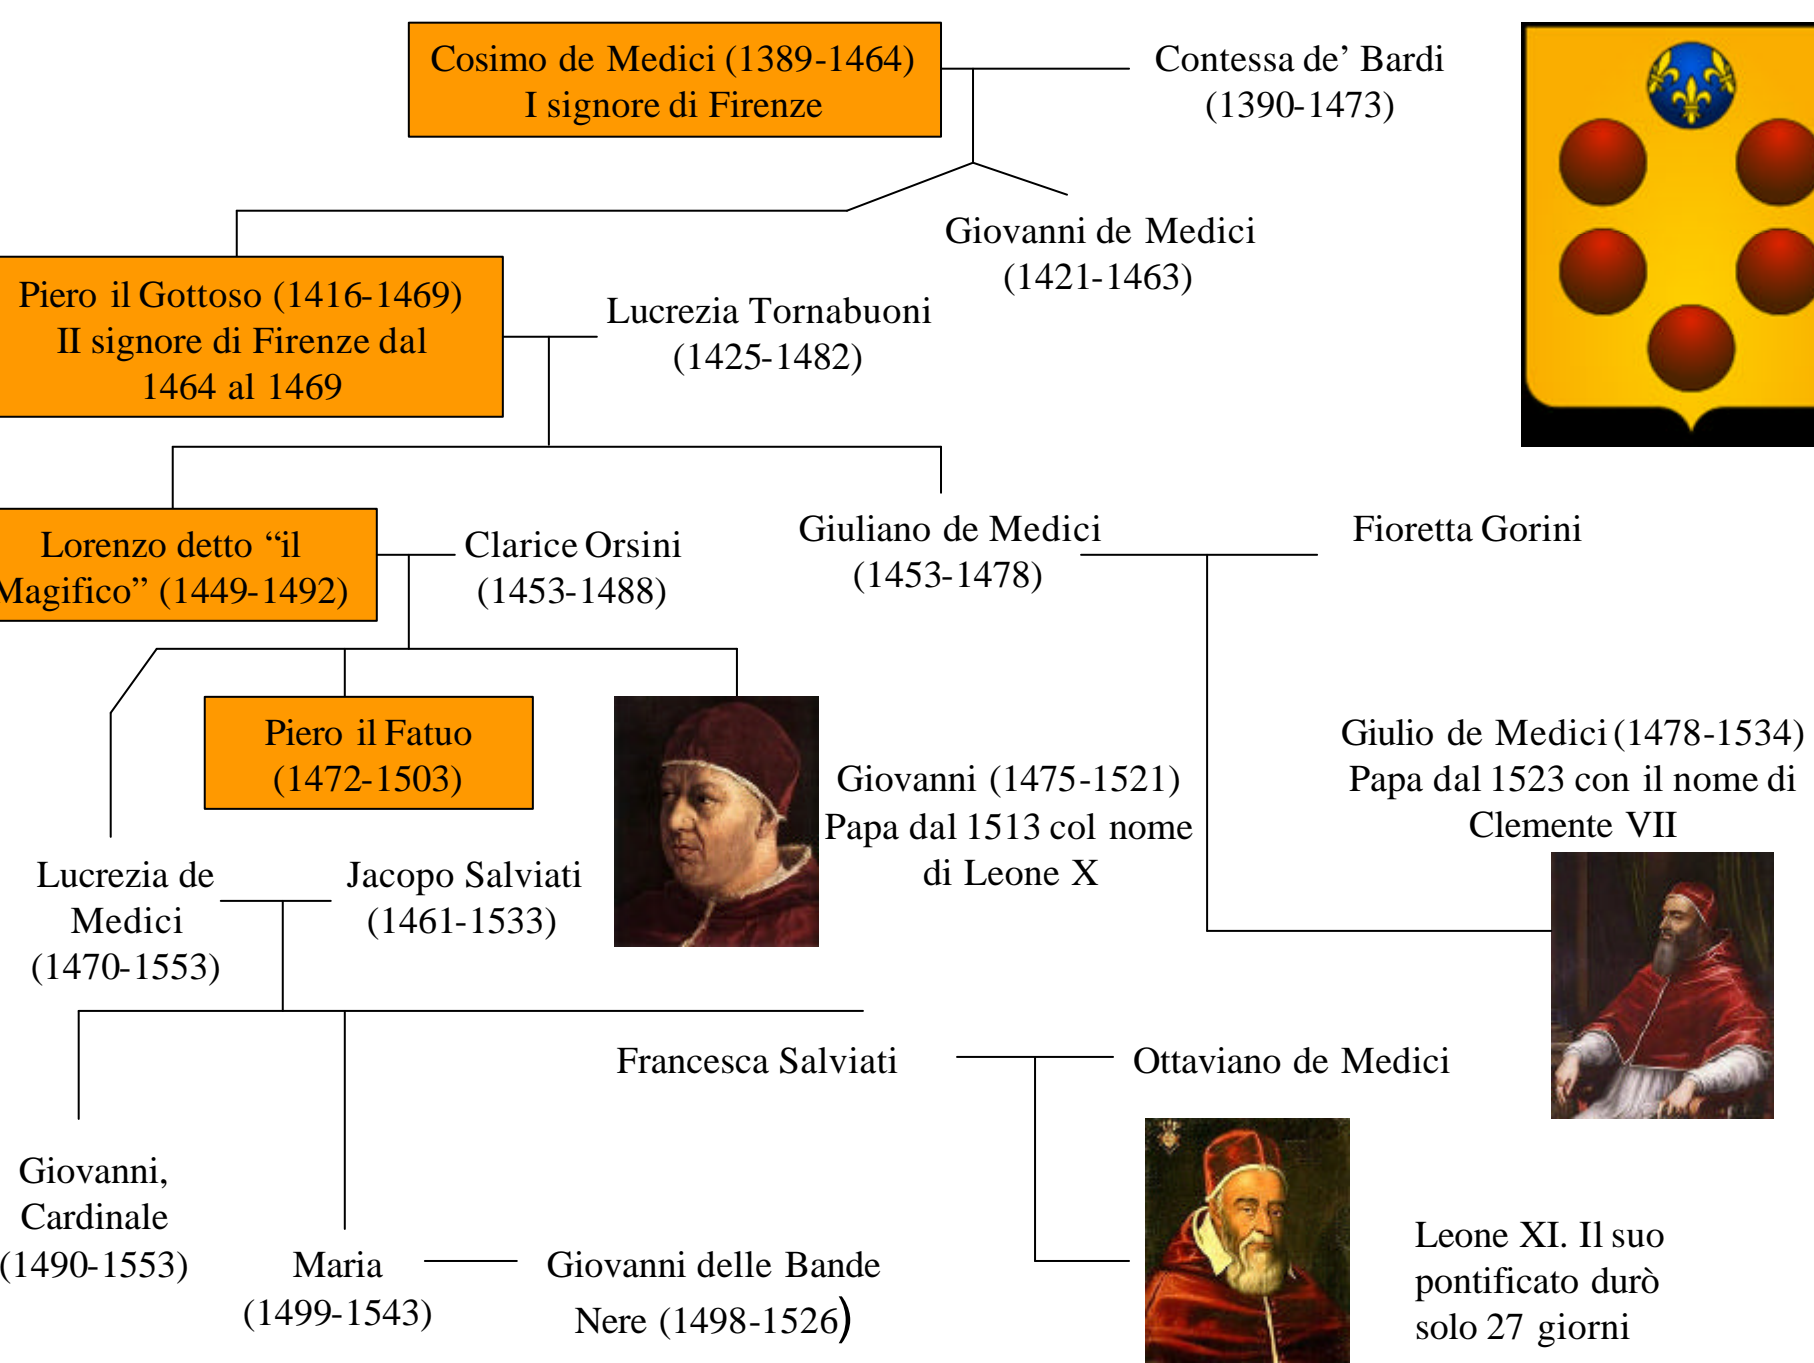 Cosimo de Medici (1389-1464)
I signore di Firenze
Contessa de’ Bardi
(1390-1473)
Giovanni de Medici
(1421-1463)
Piero il Gottoso (1416-1469)
II signore di Firenze dal
1464 al 1469
Lucrezia Tornabuoni
(1425-1482)
Lorenzo detto “il
Magifico” (1449-1492)
Clarice Orsini
(1453-1488)
Giuliano de Medici
(1453-1478)
Fioretta Gorini
Piero il Fatuo
(1472-1503)
Giovanni (1475-1521)
Papa dal 1513 col nome
di Leone X
Giulio de Medici (1478-1534)
Papa dal 1523 con il nome di
Clemente VII
Lucrezia de
Medici
(1470-1553)
Jacopo Salviati
(1461-1533)
Francesca Salviati
Ottaviano de Medici
Giovanni,
Cardinale
(1490-1553)
Maria
(1499-1543)
Giovanni delle Bande
Nere (1498-1526)
Leone XI. Il suo
pontificato durò
solo 27 giorni